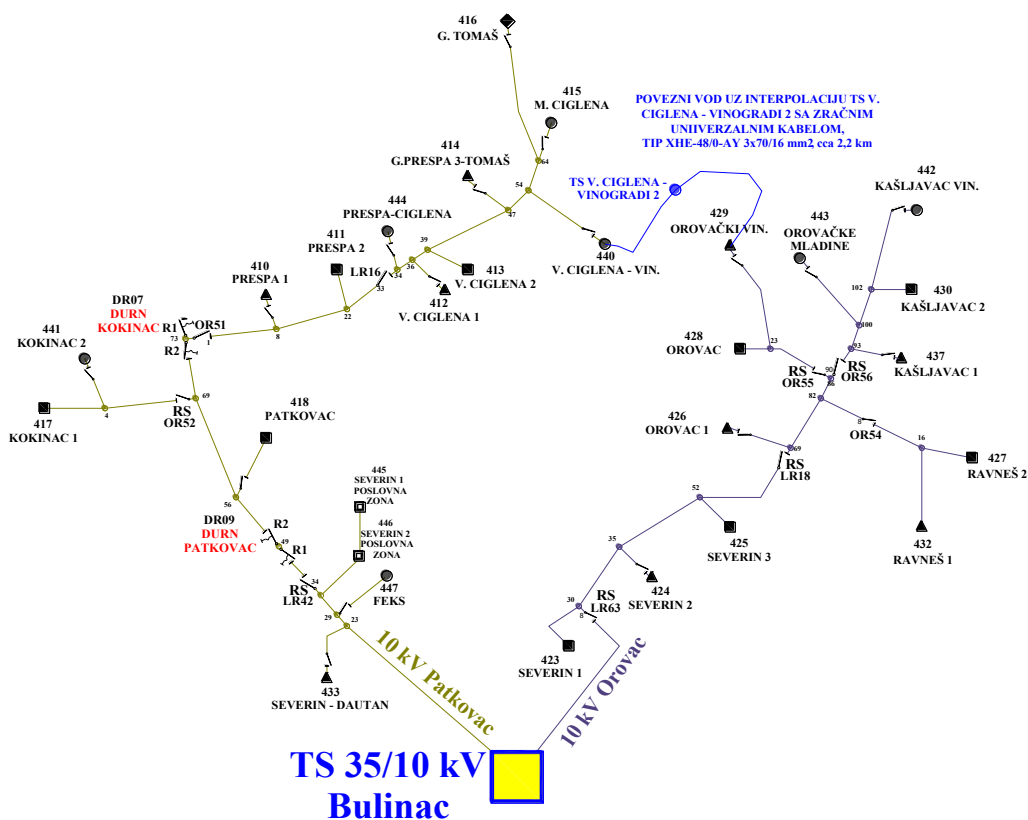 416
G. TOMAŠ
415
M. CIGLENA
POVEZNI VOD UZ INTERPOLACIJU TS V.
CIGLENA - VINOGRADI 2 SA ZRAČNIM
UNIIVERZALNIM KABELOM,
TIP XHE-48/0-AY 3x70/16 mm2, cca 2,2 km
414
G.PRESPA 3-TOMAŠ
64
54
47
TS V. CIGLENA -
VINOGRADI 2
442
KAŠLJAVAC VIN.
444
PRESPA-CIGLENA
429
OROVAČKI VIN.
443
OROVAČKE
MLADINE
411
PRESPA 2
39
36
34
33
LR16
440
V. CIGLENA - VIN.
410
PRESPA 1
413
V. CIGLENA 2
412
V. CIGLENA 1
102
430
KAŠLJAVAC 2
DR07
DURN
KOKINAC
R1
OR51
73
1
R2
8
22
100
441
KOKINAC 2
428
OROVAC
23
93
437
KAŠLJAVAC 1
RS
OR55
90
86
RS
OR56
69
RS
OR52
4
417
KOKINAC 1
418
PATKOVAC
82
426
OROVAC 1
8
OR54
16
427
RAVNEŠ 2
69
RS
LR18
445
SEVERIN 1
POSLOVNA
ZONA
56
52
DR09
DURN
PATKOVAC
R2
49
R1
446
SEVERIN 2
POSLOVNA
ZONA
425
SEVERIN 3
432
RAVNEŠ 1
35
34
RS
LR42
447
FEKS
424
SEVERIN 2
30
RS
LR63
8
29
23
423
SEVERIN 1
433
SEVERIN - DAUTAN
10 kV Patkovac
10 kV Orovac
TS 35/10 kV
Bulinac